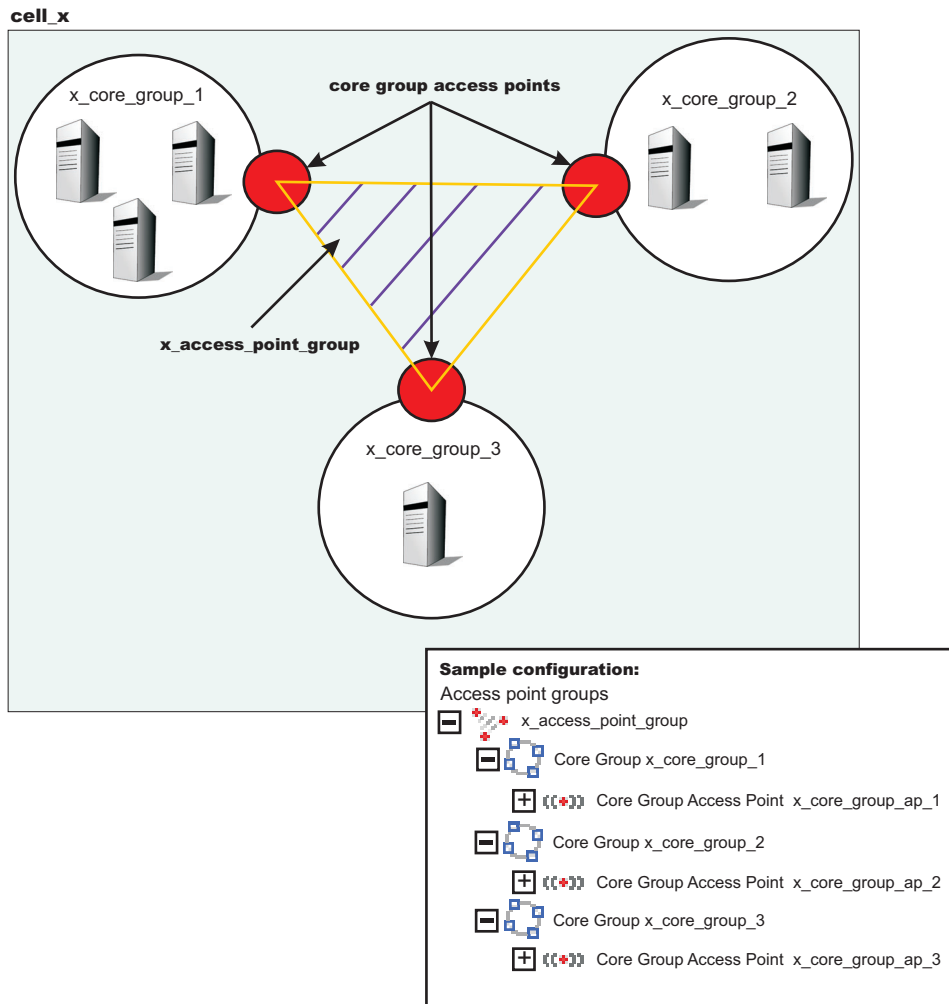 cell_x
x_core_group_1
core group access points
x_core_group_2
x_access_point_group
x_core_group_3
Sample configuration:
Access point groups
x_access_point_group
Core Group x_core_group_1
Core Group Access Point x_core_group_ap_1
Core Group x_core_group_2
Core Group Access Point x_core_group_ap_2
Core Group x_core_group_3
Core Group Access Point x_core_group_ap_3